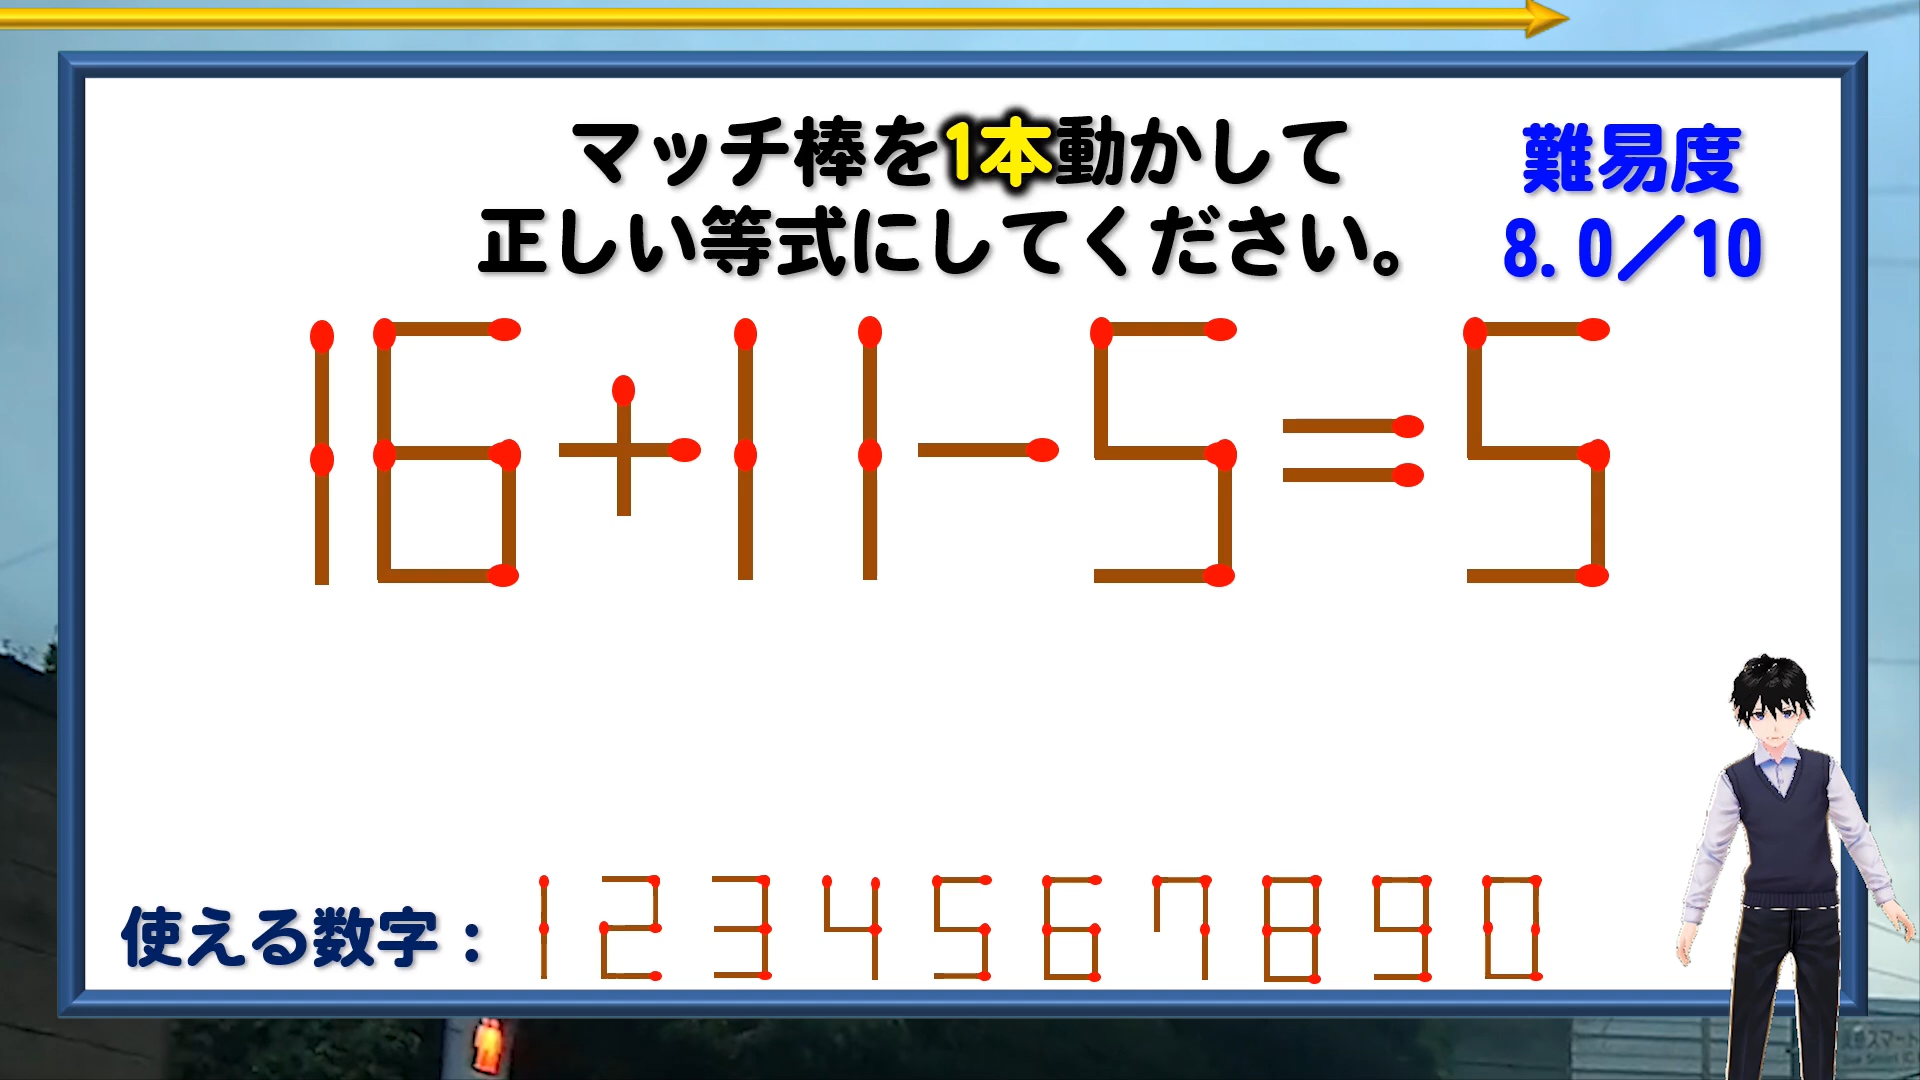 マッチ棒を1本動かして
正しい等式にしてください。
難易度
8.0／10
16+11-5=5
使える数字：1234567890